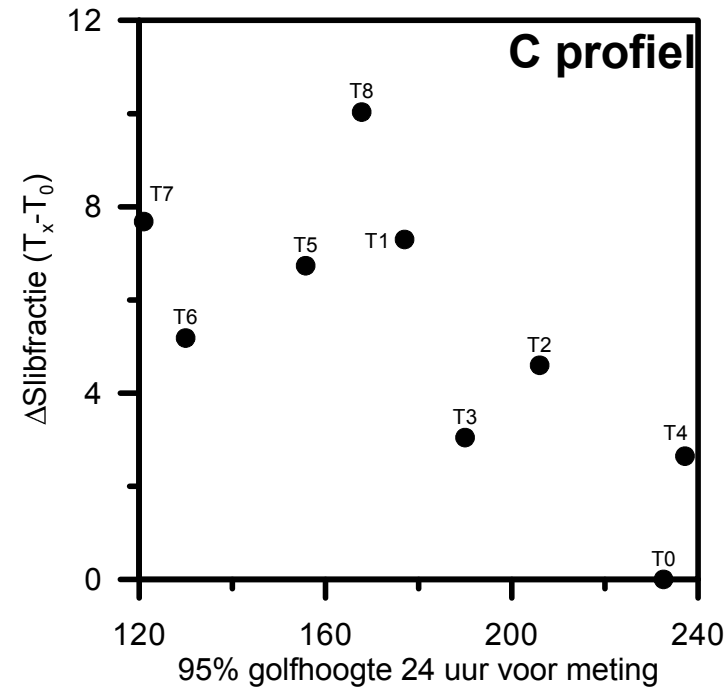 12
C profiel
T8
8
T7
T1
T5
T6
T2
4
T3
T4
T0
0
ΔSlibfractie (Tx-T0)
120
160
200
240
95% golfhoogte 24 uur voor meting